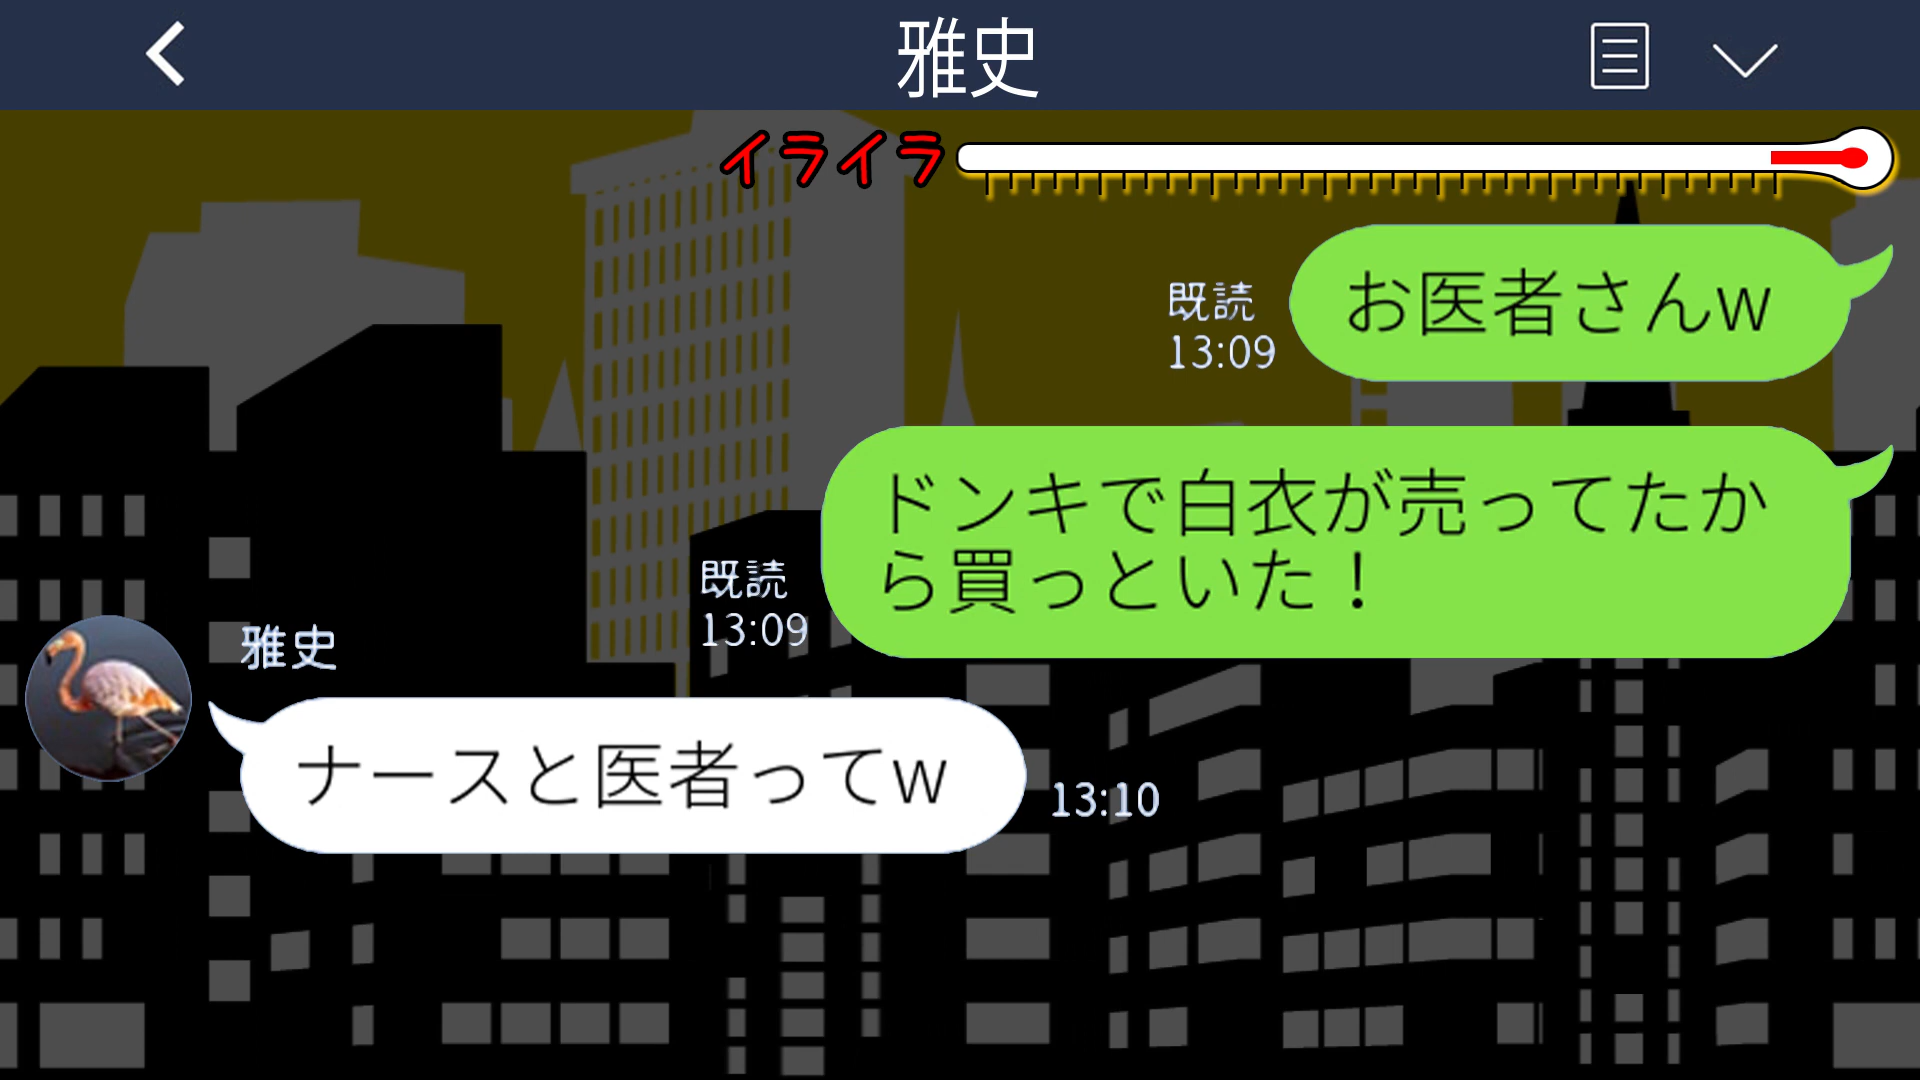 雅史
イライラ
お医者さんw
既読
13:09
ドンキで白衣が売ってたか
ら買っといた！
既読
13:09
雅史
ナースと医者ってw
13:10